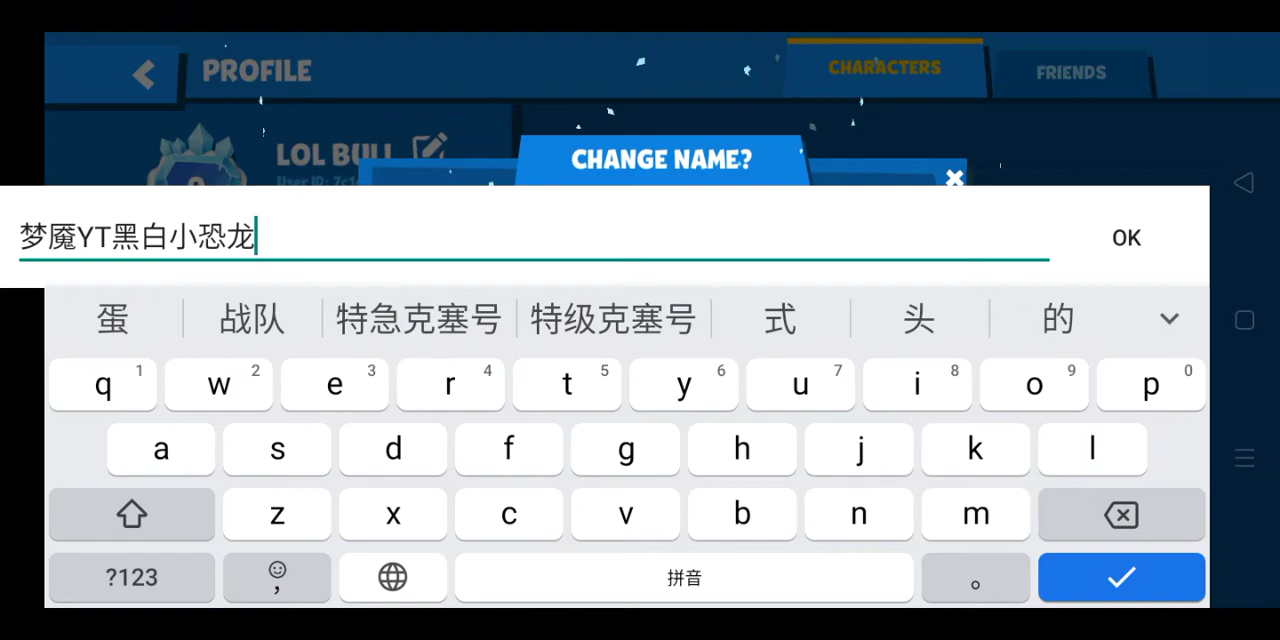 PROFILE
CHARACTERS
FRIENDS
LOL BULL
User ID:
CHANGE NAME?
梦魇YT黑白小恐龙
OK
蛋 战队 特急克塞号 特级克塞号 式 头 的
q 1 w 2 e 3 r 4 t 5 y 6 u 7 i 8 o 9 p 0
a s d f g h j k l
z x c v b n m
?123 , 拼音 。